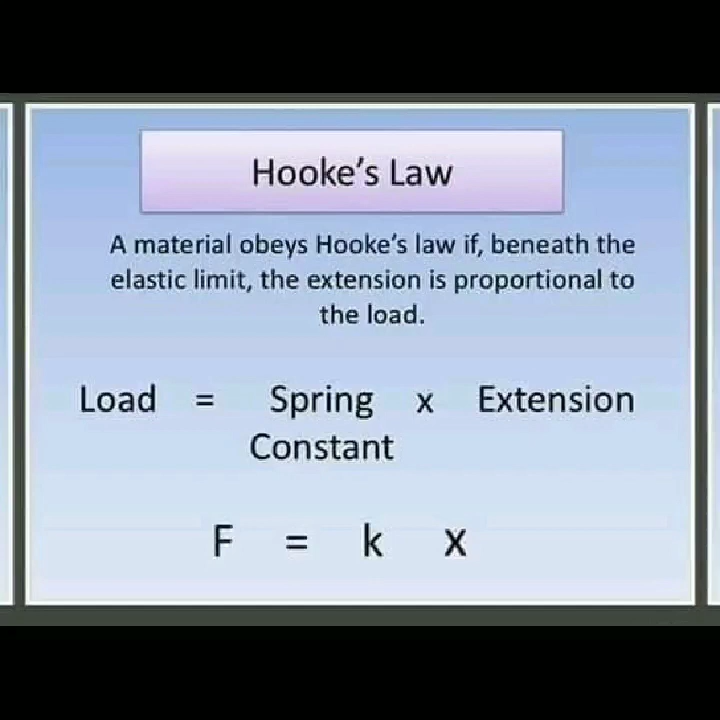 Hooke's Law
A material obeys Hooke's law if, beneath the
elastic limit, the extension is proportional to
the load.
Load = Spring x Extension
Constant
F = k x